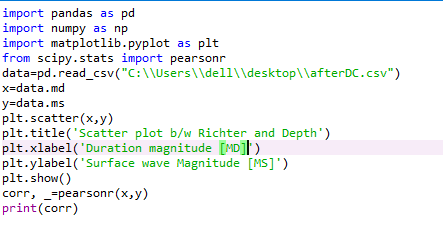 import pandas as pd
import numpy as np
import matplotlib.pyplot as plt
from scipy.stats import pearsonr
data=pd.read_csv("C:\\Users\\dell\\desktop\\afterDC.csv")
x=data.md
y=data.ms
plt.scatter(x,y)
plt.title('Scatter plot b/w Richter and Depth')
plt.xlabel('Duration magnitude [MD]')
plt.ylabel('Surface wave Magnitude [MS]')
plt.show()
corr, _=pearsonr(x,y)
print(corr)